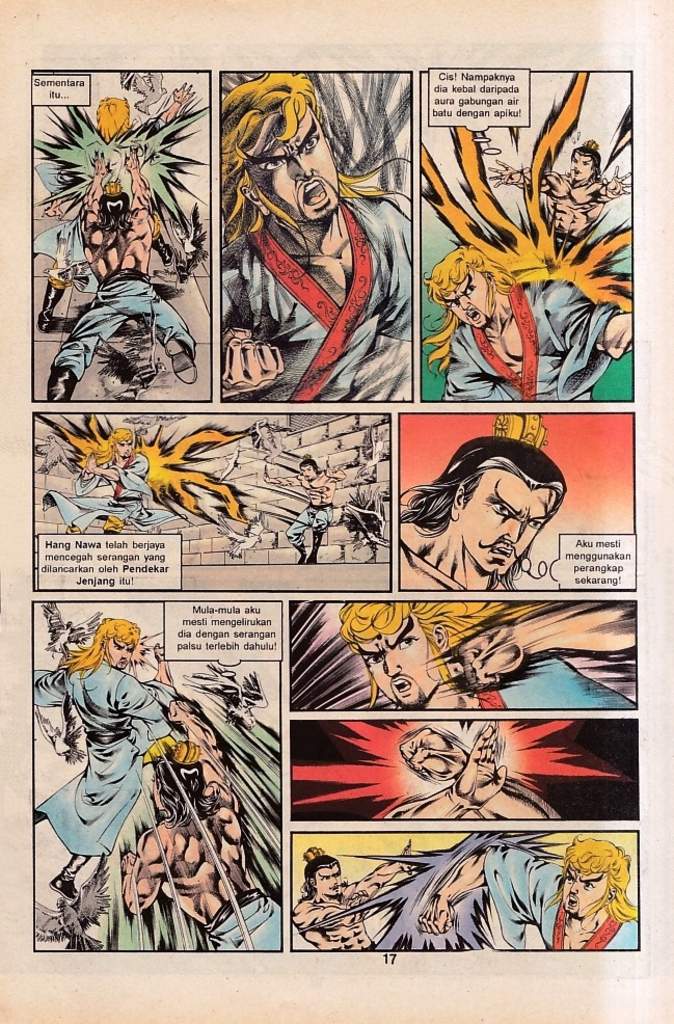 Sementara
itu...
Cis! Nampaknya
dia kebal daripada
aura gabungan air
batu dengan apiku!
Hang Nawa telah berjaya
mencegah serangan yang
dilancarkan oleh Pendekar
Jenjang itu!
Aku mesti
menggunakan
perangkap
sekarang!
Mula-mula aku
mesti mengelirukan
dia dengan serangan
palsu terlebih dahulu!
17